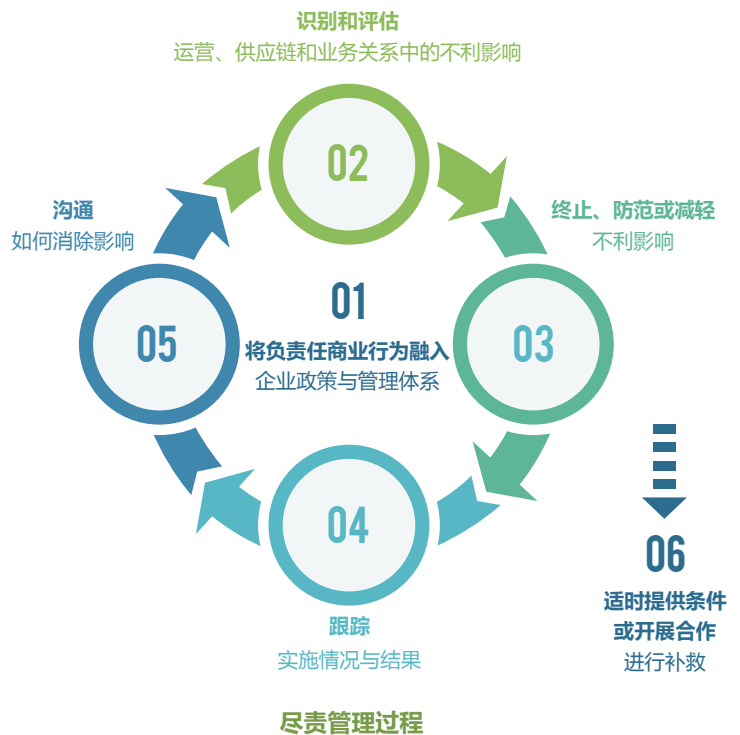 识别和评估
运营、供应链和业务关系中的不利影响
02
沟通
如何消除影响
终止、防范或减轻
不利影响
01
将负责任商业行为融入
企业政策与管理体系
05
03
04
跟踪
实施情况与结果
06
适时提供条件
或开展合作
进行补救
尽责管理过程